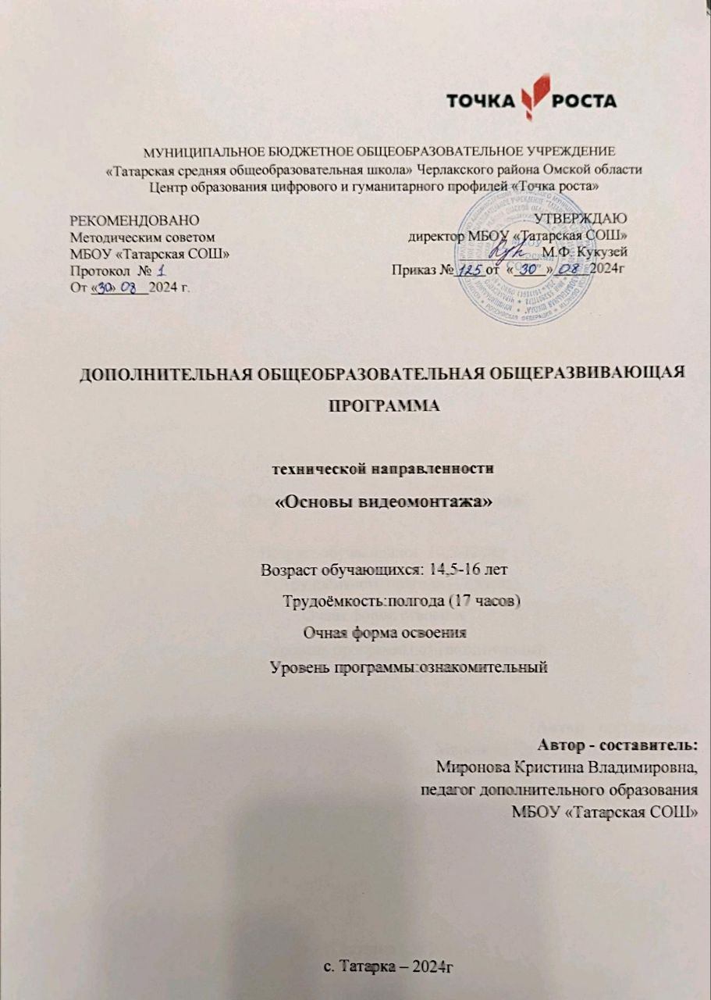 ТОЧКА РОСТА
МУНИЦИПАЛЬНОЕ БЮДЖЕТНОЕ ОБЩЕОБРАЗОВАТЕЛЬНОЕ УЧРЕЖДЕНИЕ
«Татарская средняя общеобразовательная школа» Черлакского района Омской области
Центр образования цифрового и гуманитарного профилей «Точка роста»
РЕКОМЕНДОВАНО
Методическим советом
МБОУ «Татарская СОШ»
Протокол № 1
От «30» 08 2024 г.
УТВЕРЖДАЮ
директор МБОУ «Татарская СОШ»
М.Ф. Кукузей
Приказ № 125 от « 30 » 08 2024г
ДОПОЛНИТЕЛЬНАЯ ОБЩЕОБРАЗОВАТЕЛЬНАЯ ОБЩЕРАЗВИВАЮЩАЯ
ПРОГРАММА
технической направленности
«Основы видеомонтажа»
Возраст обучающихся: 14,5-16 лет
Трудоёмкость:полгода (17 часов)
Очная форма освоения
Уровень программы:ознакомительный
Автор - составитель:
Миронова Кристина Владимировна,
педагог дополнительного образования
МБОУ «Татарская СОШ»
с. Татарка – 2024г